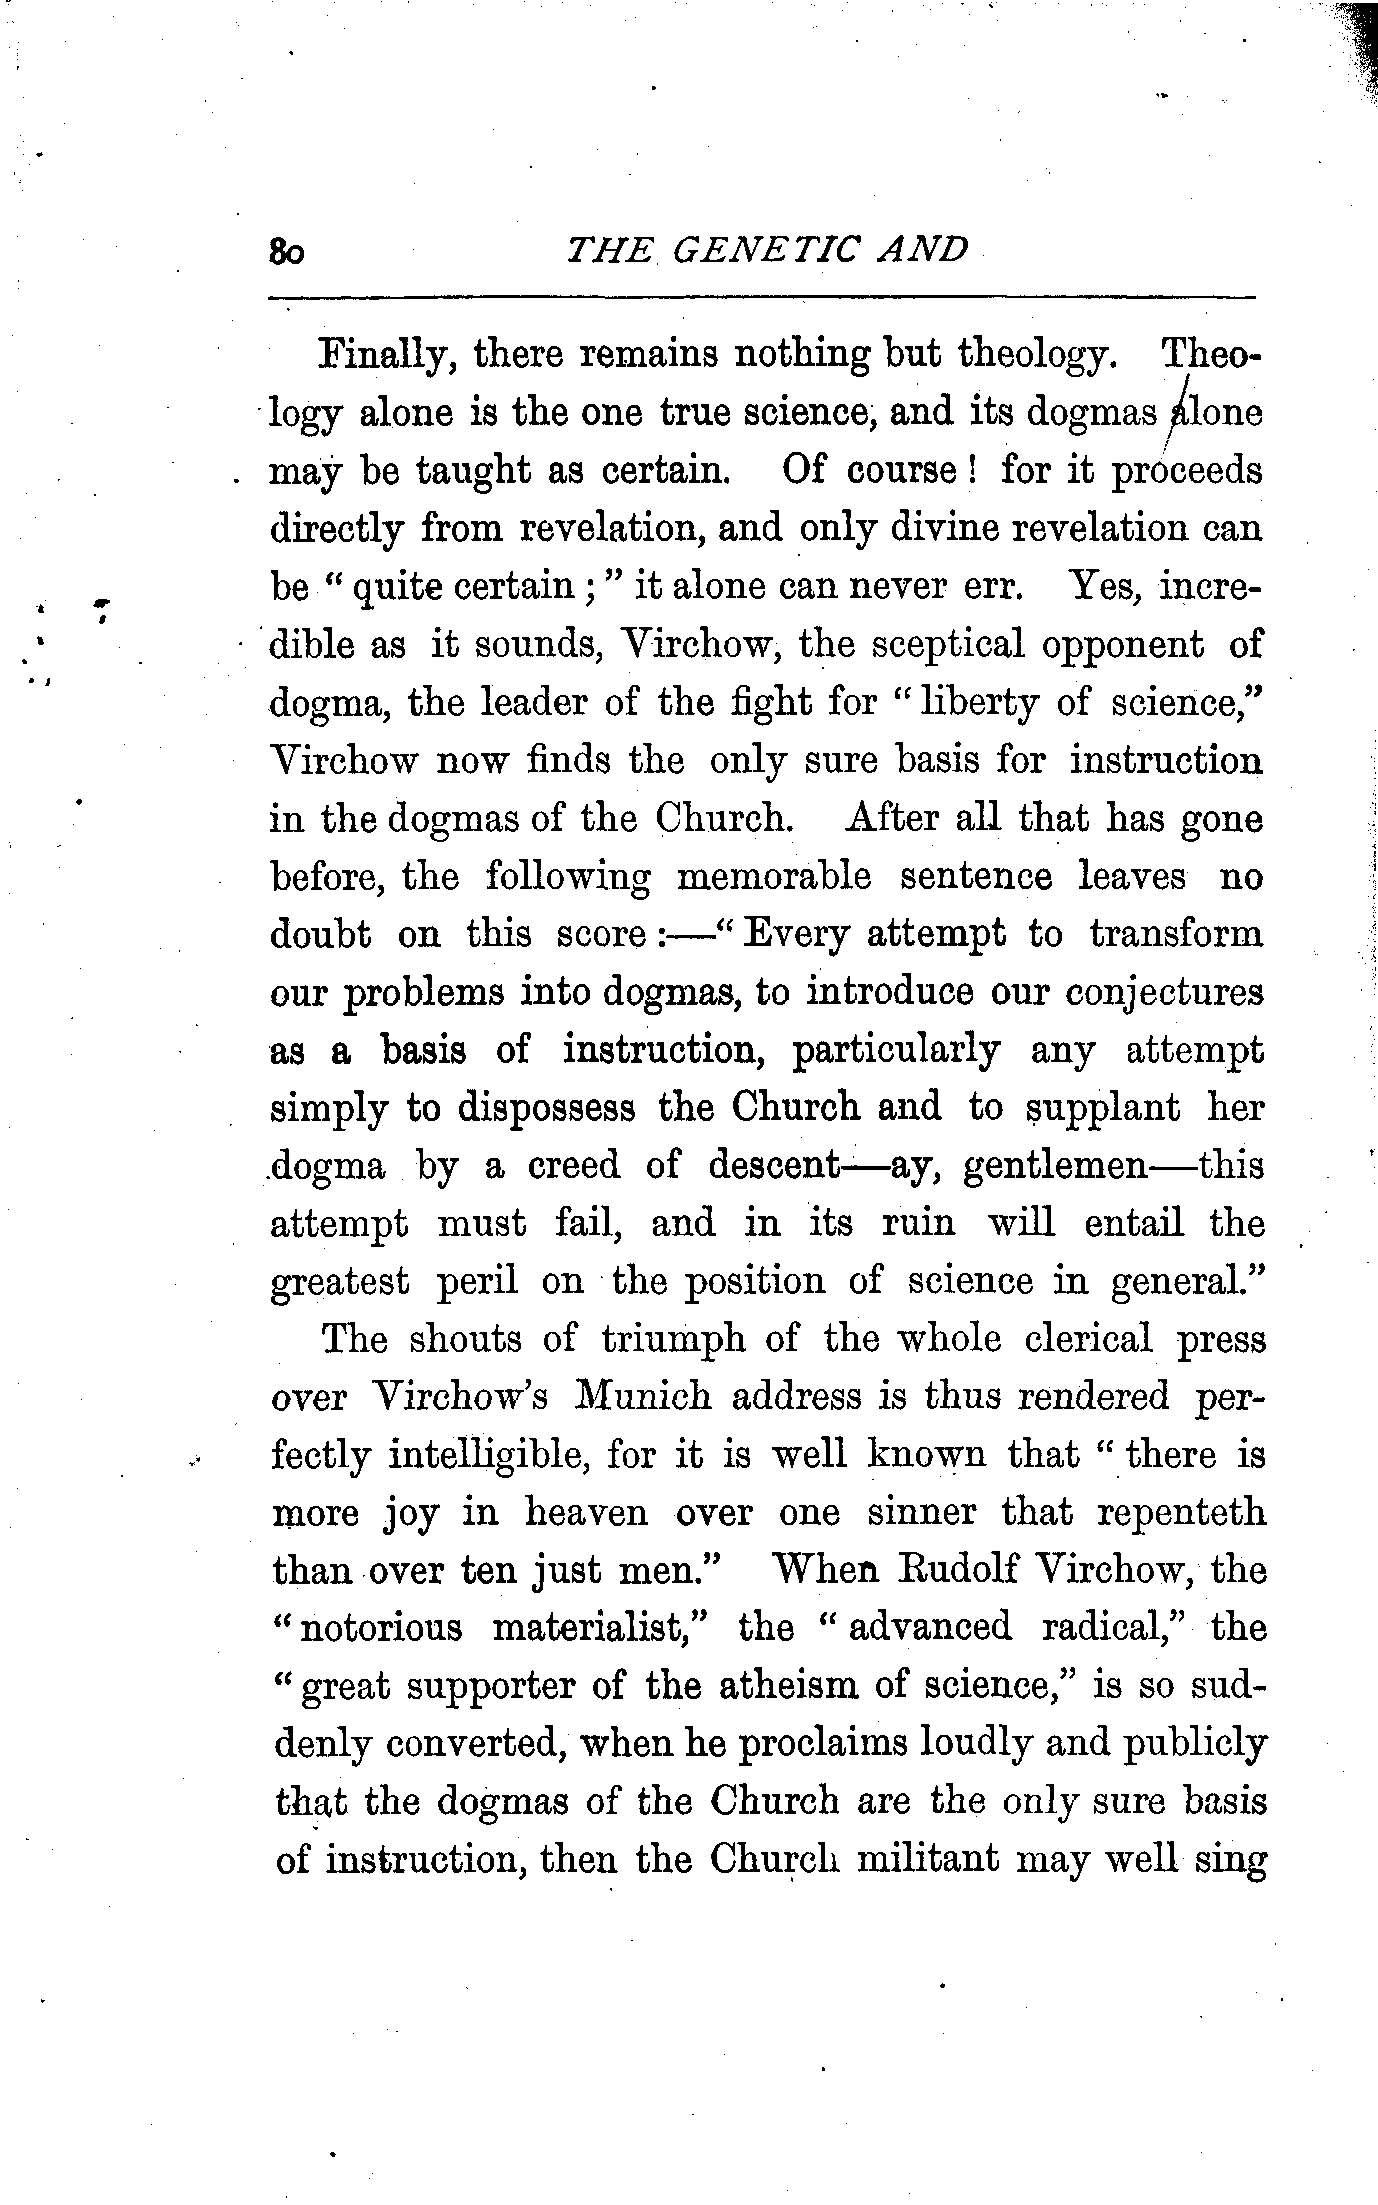 80 THE GENETIC AND
Finally, there remains nothing but theology. Theo-
logy alone is the one true science, and its dogmas alone
may be taught as certain. Of course! for it proceeds
directly from revelation, and only divine revelation can
be “ quite certain ; ” it alone can never err. Yes, incre-
dible as it sounds, Virchow, the sceptical opponent of
dogma, the leader of the fight for “ liberty of science,”
Virchow now finds the only sure basis for instruction
in the dogmas of the Church. After all that has gone
before, the following memorable sentence leaves no
doubt on this score :—“ Every attempt to transform
our problems into dogmas, to introduce our conjectures
as a basis of instruction, particularly any attempt
simply to dispossess the Church and to supplant her
dogma by a creed of descent—ay, gentlemen—this
attempt must fail, and in its ruin will entail the
greatest peril on the position of science in general.”
The shouts of triumph of the whole clerical press
over Virchow’s Munich address is thus rendered per-
fectly intelligible, for it is well known that “ there is
more joy in heaven over one sinner that repenteth
than over ten just men.” When Rudolf Virchow, the
“ notorious materialist,” the “ advanced radical,” the
“ great supporter of the atheism of science,” is so sud-
denly converted, when he proclaims loudly and publicly
that the dogmas of the Church are the only sure basis
of instruction, then the Church militant may well sing